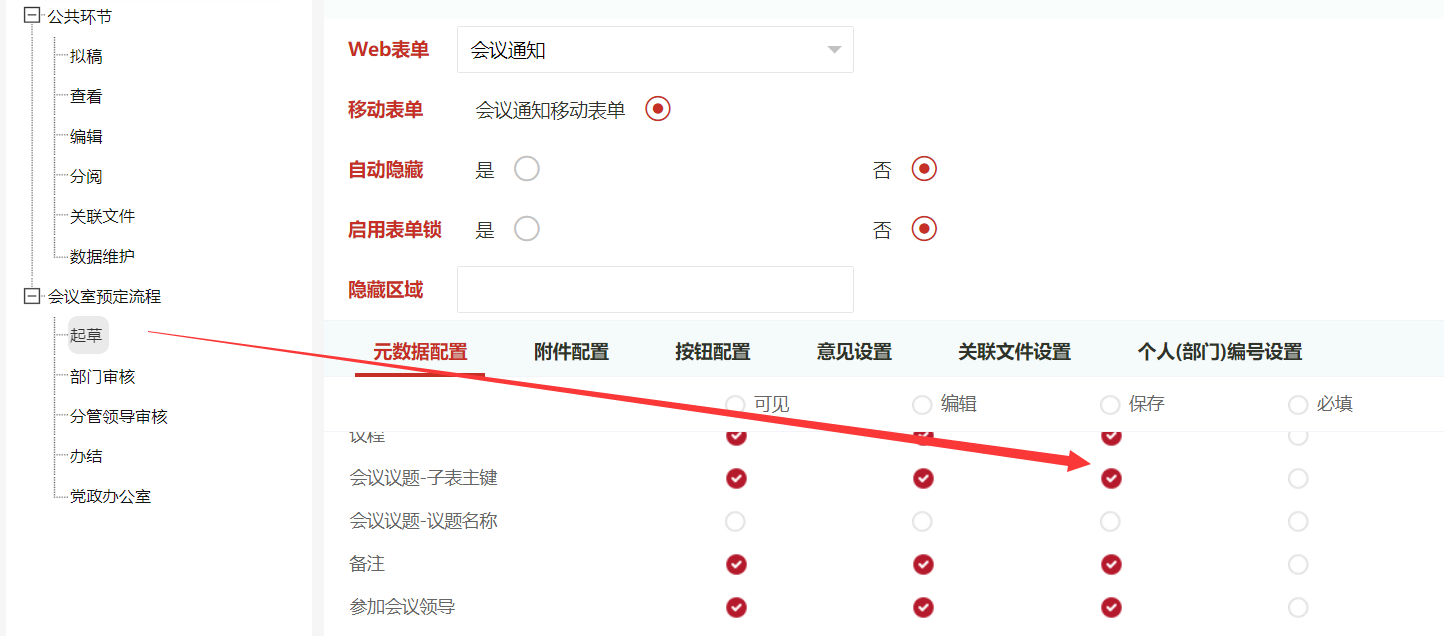 公共环节
拟稿
查看
编辑
分阅
关联文件
数据维护
会议室预定流程
起草
部门审核
分管领导审核
办结
党政办公室
Web表单 会议通知
移动表单 会议通知移动表单
自动隐藏 是 否
启用表单锁 是 否
隐藏区域
元数据配置 附件配置 按钮配置 意见设置 关联文件设置 个人(部门)编号设置
可见 编辑 保存 必填
议程
会议议题-子表主键
会议议题-议题名称
备注
参加会议领导